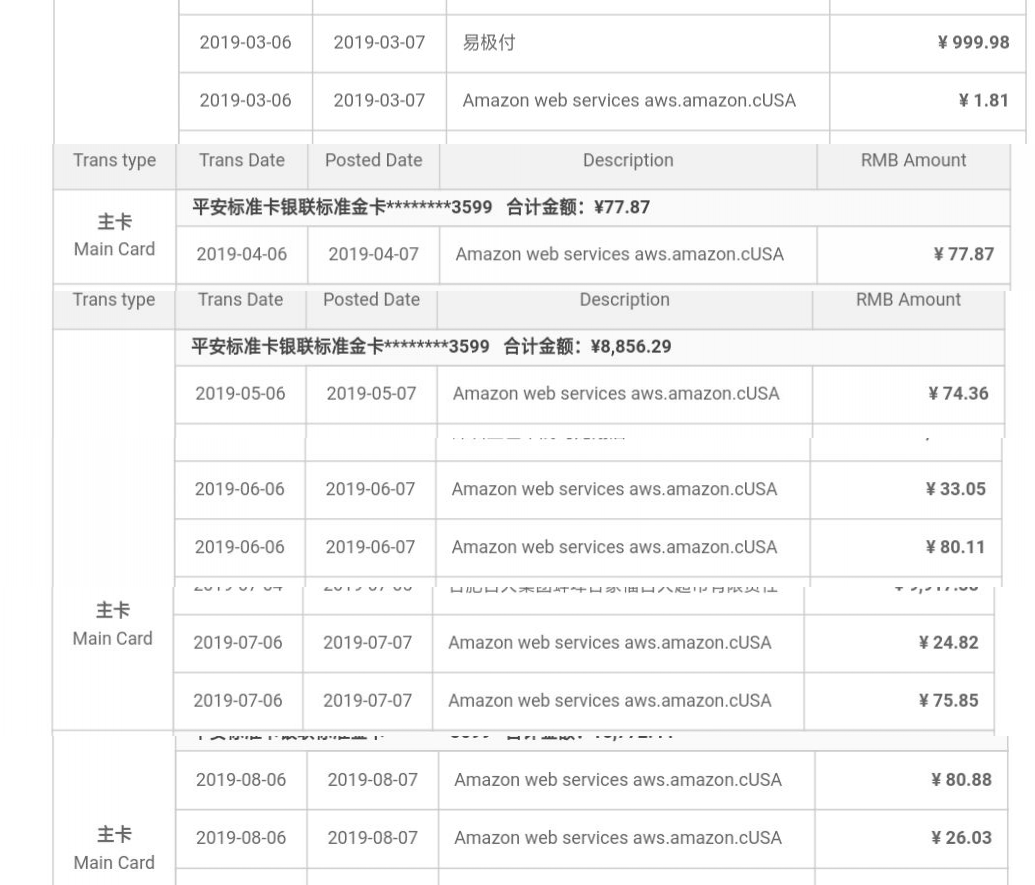 2019-03-06 2019-03-07 易极付 ¥ 999.98
2019-03-06 2019-03-07 Amazon web services aws.amazon.cUSA ¥ 1.81
Trans type Trans Date Posted Date Description RMB Amount
平安标准卡银联标准金卡********3599 合计金额：¥77.87
主卡
Main Card
2019-04-06 2019-04-07 Amazon web services aws.amazon.cUSA ¥ 77.87
Trans type Trans Date Posted Date Description RMB Amount
平安标准卡银联标准金卡********3599 合计金额：¥8,856.29
2019-05-06 2019-05-07 Amazon web services aws.amazon.cUSA ¥ 74.36
2019-06-06 2019-06-07 Amazon web services aws.amazon.cUSA ¥ 33.05
2019-06-06 2019-06-07 Amazon web services aws.amazon.cUSA ¥ 80.11
主卡
Main Card
2019-07-06 2019-07-07 Amazon web services aws.amazon.cUSA ¥ 24.82
2019-07-06 2019-07-07 Amazon web services aws.amazon.cUSA ¥ 75.85
2019-08-06 2019-08-07 Amazon web services aws.amazon.cUSA ¥ 80.88
2019-08-06 2019-08-07 Amazon web services aws.amazon.cUSA ¥ 26.03
主卡
Main Card